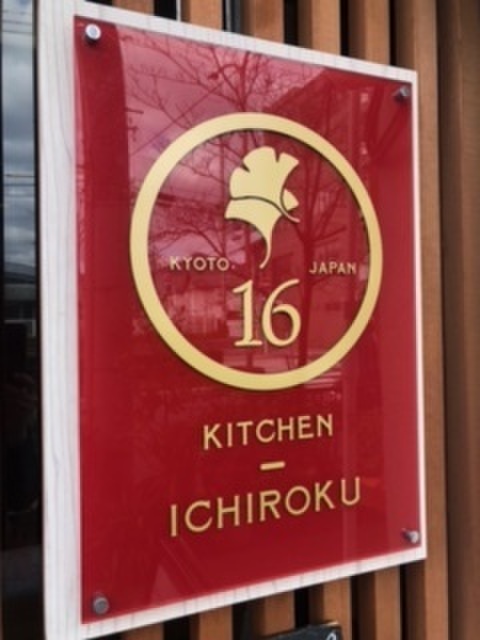 KYOTO. JAPAN
16
KITCHEN
ICHIROKU